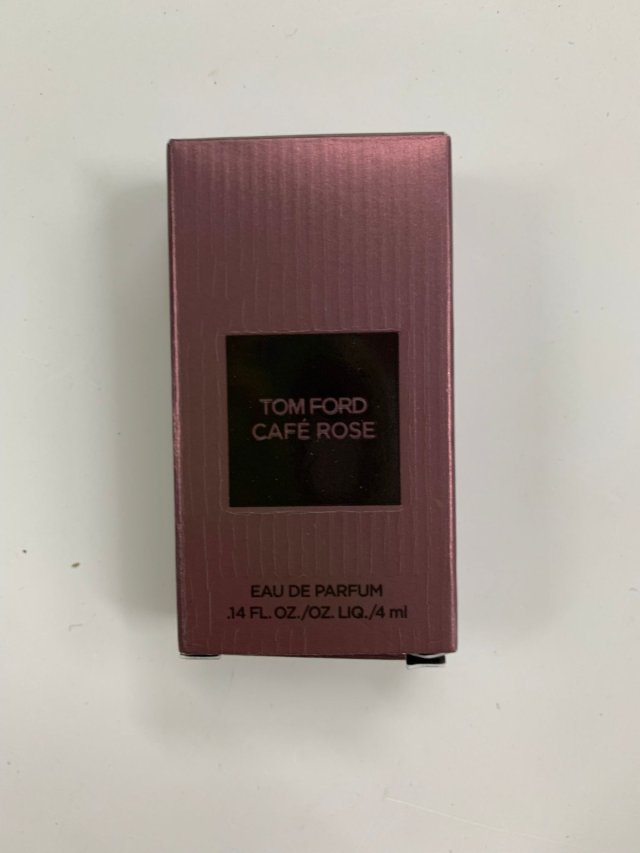 TOM FORD
CAFÉ ROSE
EAU DE PARFUM
.14 FL. OZ./OZ. LIQ./4 ml